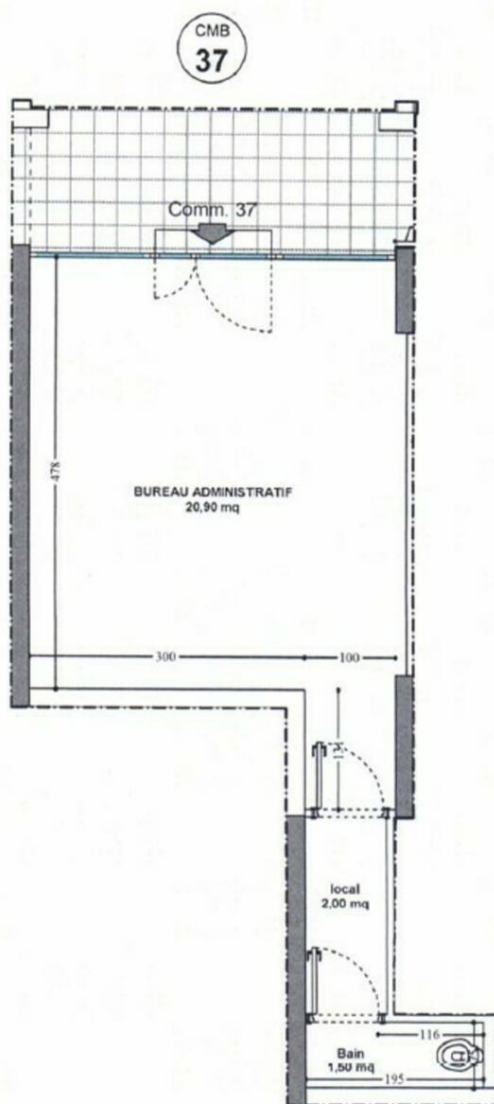 CMB
37
Comm. 37
478
BUREAU ADMINISTRATIF
20,90 mq
300
100
local
2,00 mq
116
Bain
1,50 mq
195